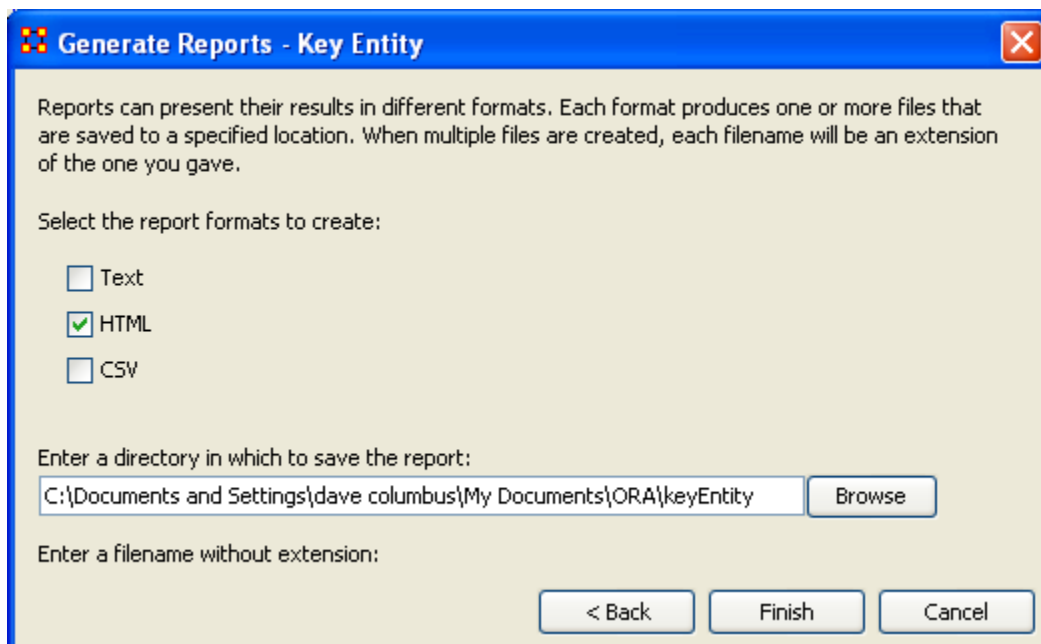 Generate Reports - Key Entity
Reports can present their results in different formats. Each format produces one or more files that
are saved to a specified location. When multiple files are created, each filename will be an extension
of the one you gave.
Select the report formats to create:
Text
HTML
CSV
Enter a directory in which to save the report:
C:\Documents and Settings\dave columbus\My Documents\ORA\keyEntity
Browse
Enter a filename without extension:
< Back
Finish
Cancel